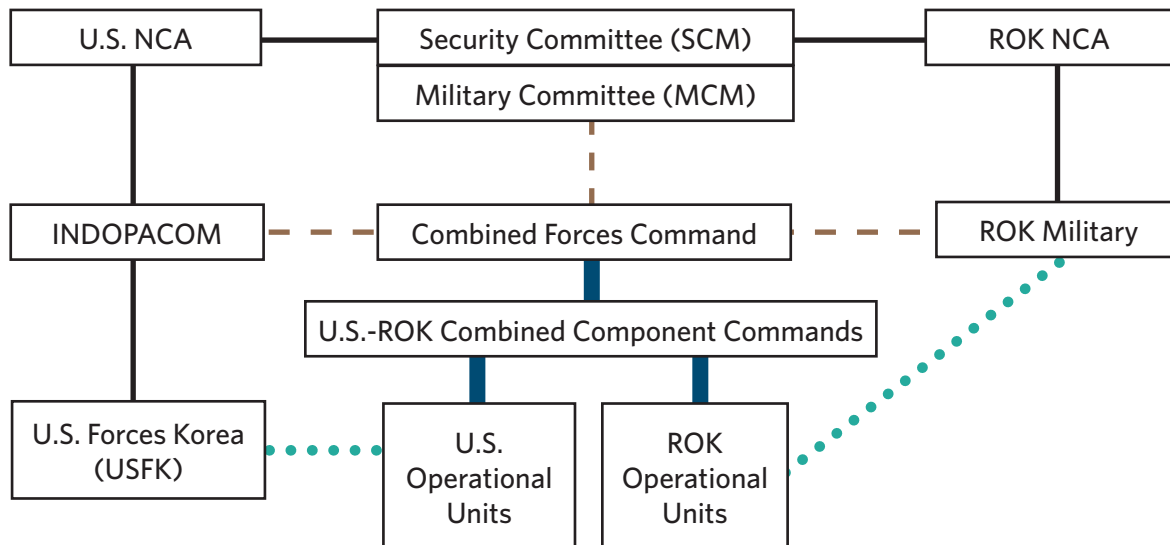 U.S. NCA
Security Committee (SCM)
ROK NCA
Military Committee (MCM)
INDOPACOM
Combined Forces Command
ROK Military
U.S.-ROK Combined Component Commands
U.S. Forces Korea
(USFK)
U.S.
Operational
Units
ROK
Operational
Units